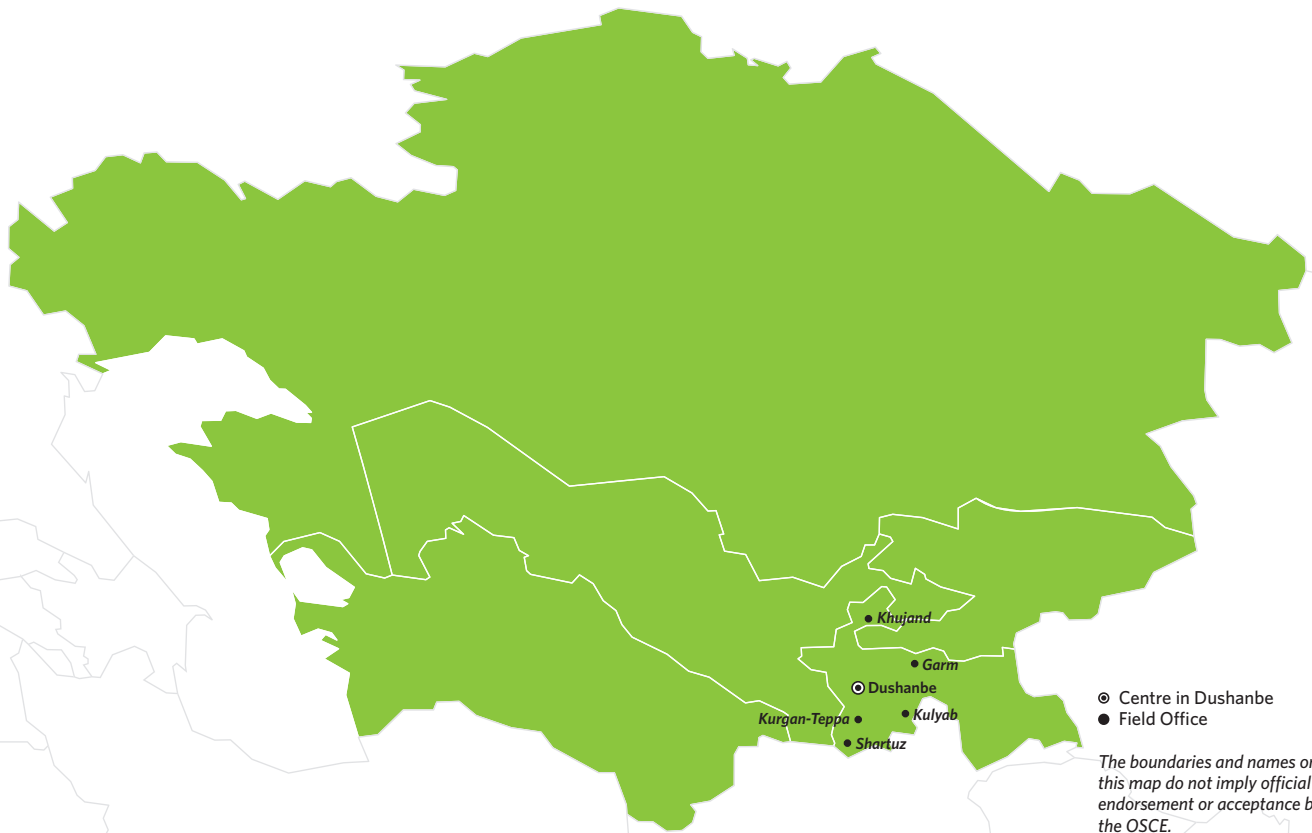 Khujand
Garm
Dushanbe
Kurgan-Teppa
Kulyab
Shartuz
Centre in Dushanbe
Field Office
The boundaries and names on
this map do not imply official
endorsement or acceptance b
the OSCE.